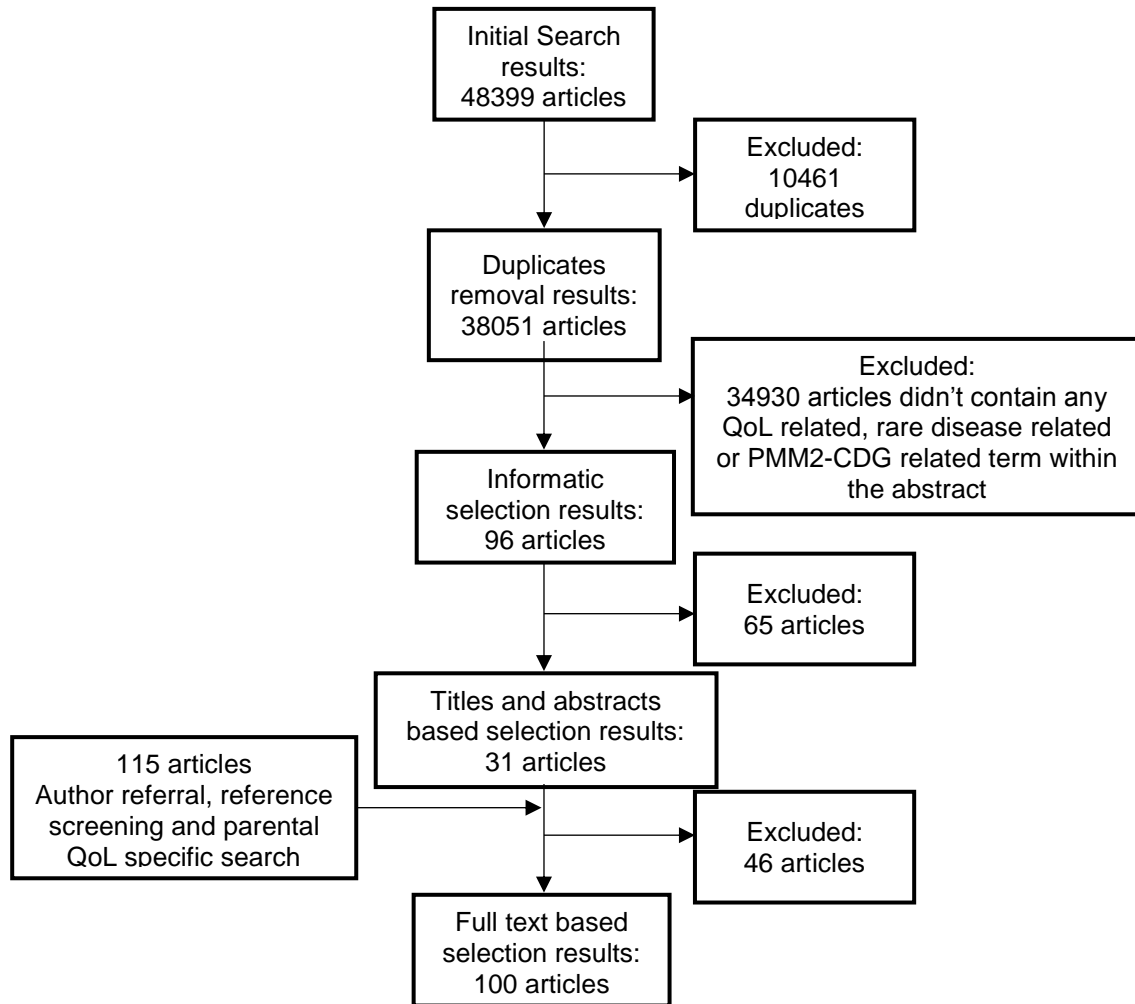 Initial Search
results:
48399 articles
Excluded:
10461
duplicates
Duplicates
removal results:
38051 articles
Excluded:
34930 articles didn’t contain any
QoL related, rare disease related
or PMM2-CDG related term within
the abstract
Informatic
selection results:
96 articles
Excluded:
65 articles
Titles and abstracts
based selection results:
31 articles
115 articles
Author referral, reference
screening and parental
QoL specific search
Excluded:
46 articles
Full text based
selection results:
100 articles